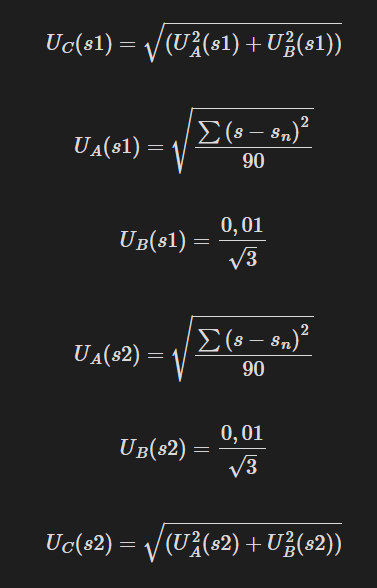 U_C(s1) = √(U_A^2(s1) + U_B^2(s1))
U_A(s1) = √(∑(s − s_n)^2 / 90)
U_B(s1) = 0,01 / √3
U_A(s2) = √(∑(s − s_n)^2 / 90)
U_B(s2) = 0,01 / √3
U_C(s2) = √(U_A^2(s2) + U_B^2(s2))